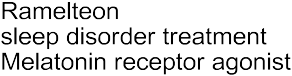 Ramelteon
sleep disorder treatment
Melatonin receptor agonist